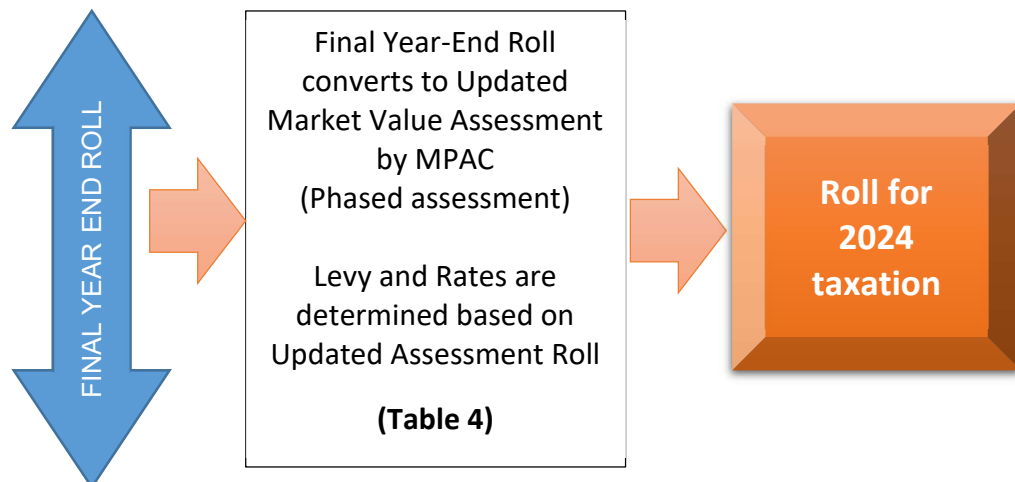 FINAL YEAR END ROLL
Final Year-End Roll
converts to Updated
Market Value Assessment
by MPAC
(Phased assessment)
Levy and Rates are
determined based on
Updated Assessment Roll
(Table 4)
Roll for
2024
taxation